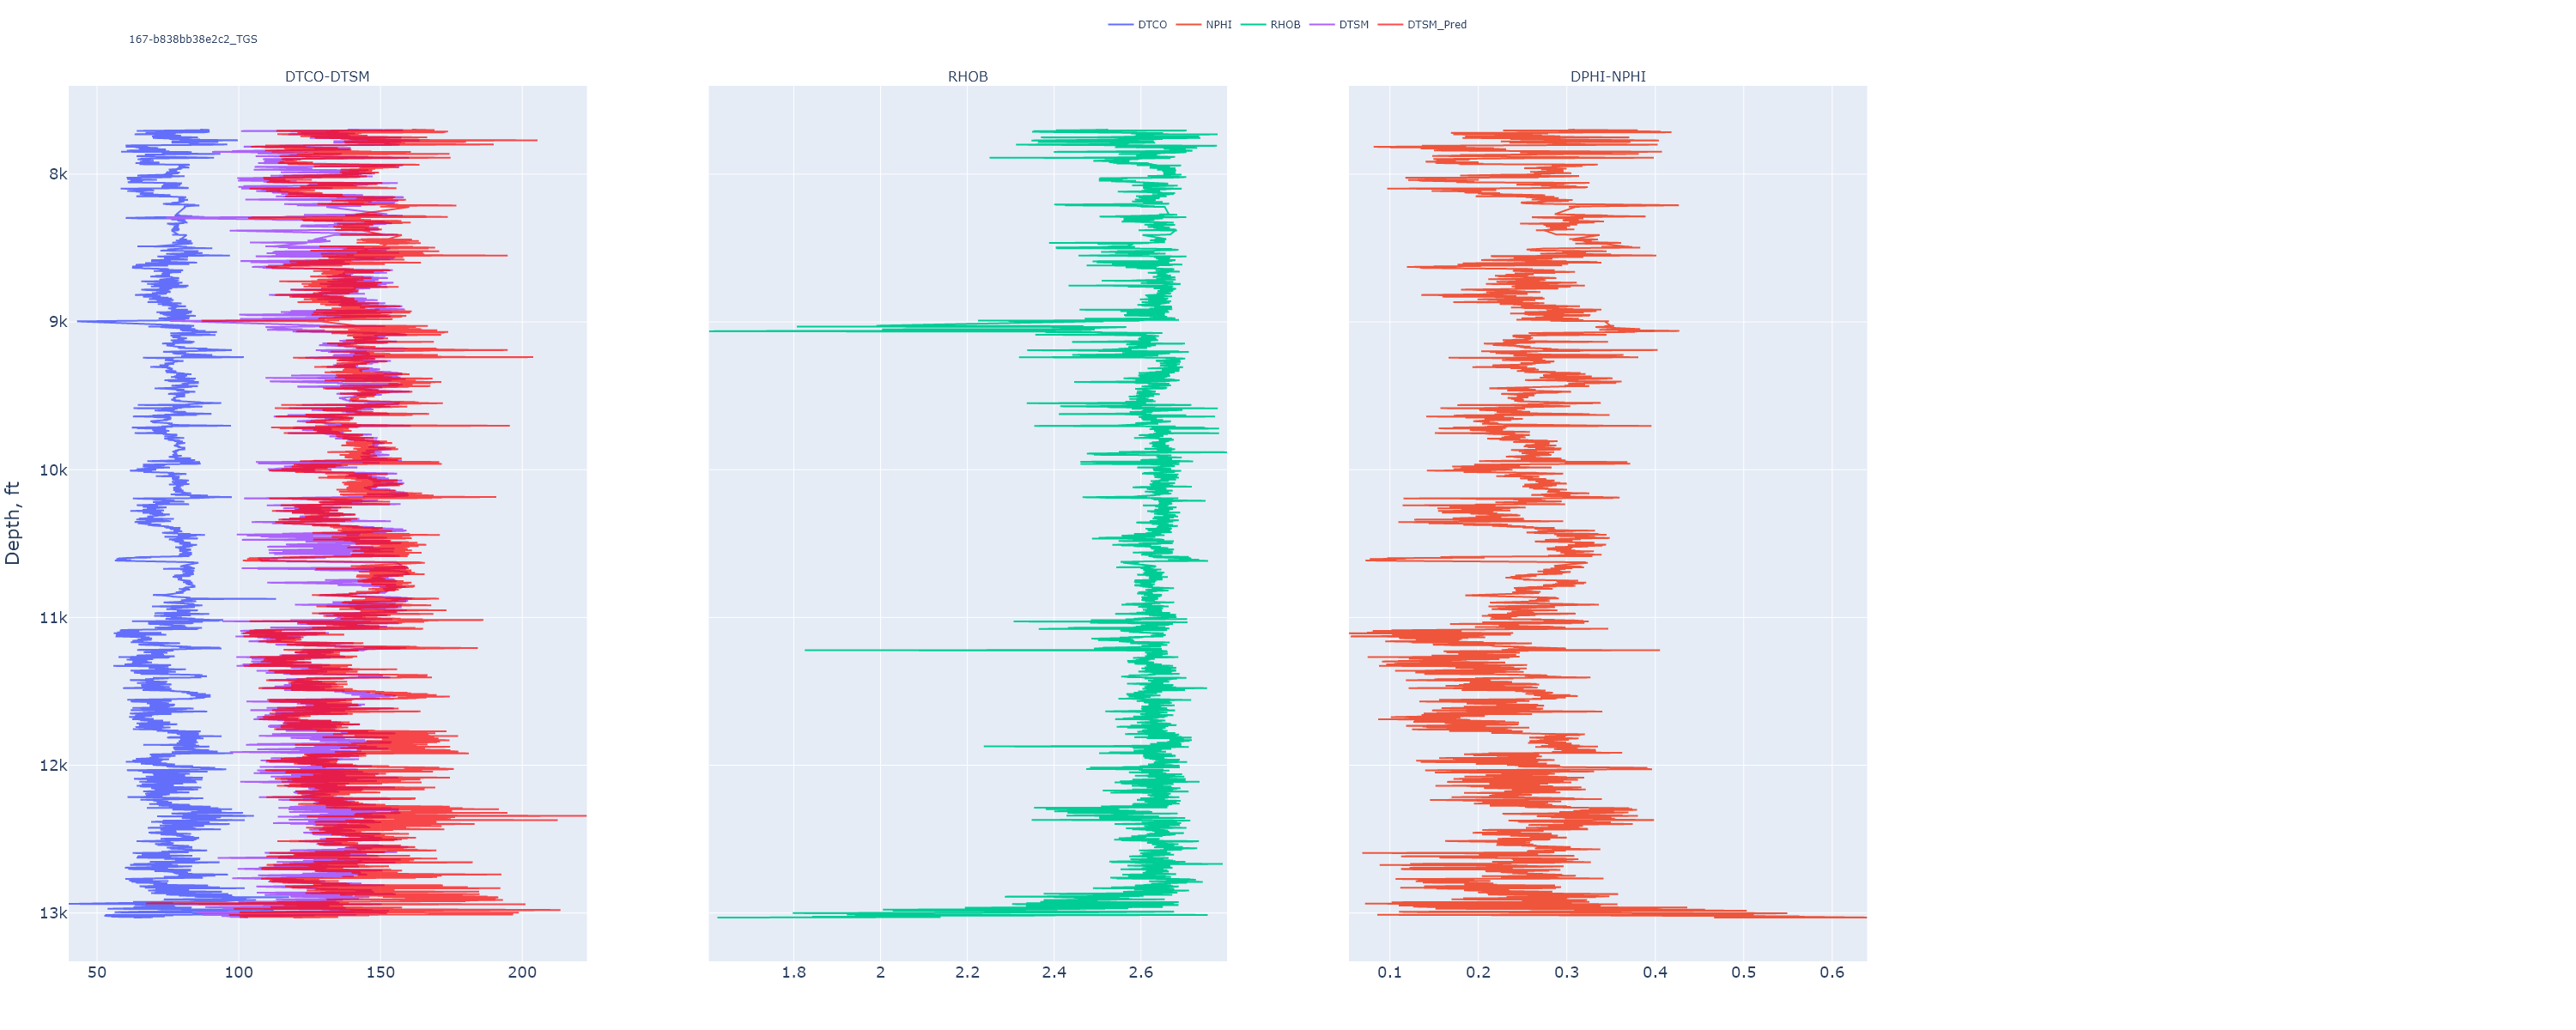 DTCO NPHI RHOB DTSM DTSM_Pred
167-b838bb38e2c2_TGS
DTCO-DTSM RHOB DPHI-NPHI
8k
9k
10k
11k
12k
13k
Depth, ft
50 100 150 200 1.8 2 2.2 2.4 2.6 0.1 0.2 0.3 0.4 0.5 0.6